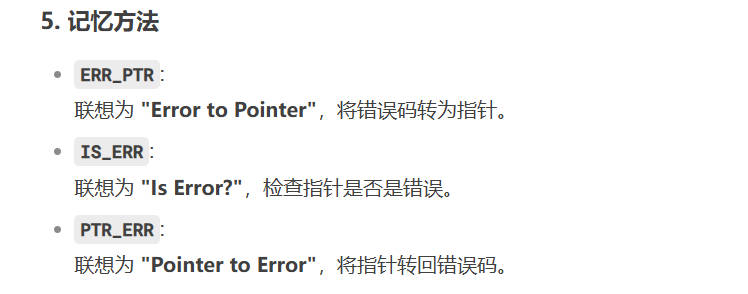 5. 记忆方法
ERR_PTR:
联想为 "Error to Pointer"，将错误码转为指针。
IS_ERR:
联想为 "Is Error?"，检查指针是否是错误。
PTR_ERR:
联想为 "Pointer to Error"，将指针转回错误码。